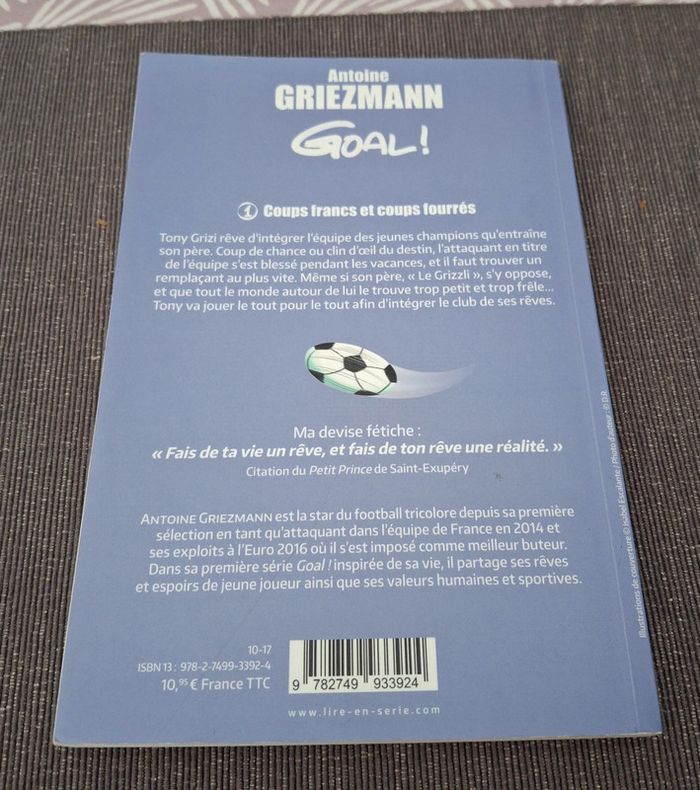 Antoine
GRIEZMANN
GOAL!
1 Coups francs et coups fourrés
Tony Grizi rêve d'intégrer l'équipe des jeunes champions qu'entraîne
son père. Coup de chance ou clin d'œil du destin, l'attaquant en titre
de l'équipe s'est blessé pendant les vacances, et il faut trouver un
remplaçant au plus vite. Même si son père, « Le Grizzli », s'y oppose,
et que tout le monde autour de lui le trouve trop petit et trop frêle...
Tony va jouer le tout pour le tout afin d'intégrer le club de ses rêves.
Ma devise fétiche :
« Fais de ta vie un rêve, et fais de ton rêve une réalité. »
Citation du Petit Prince de Saint-Exupéry
ANTOINE GRIEZMANN est la star du football tricolore depuis sa première
sélection en tant qu'attaquant dans l'équipe de France en 2014 et
ses exploits à l'Euro 2016 où il s'est imposé comme meilleur buteur.
Dans sa première série Goal ! inspirée de sa vie, il partage ses rêves
et espoirs de jeune joueur ainsi que ses valeurs humaines et sportives.
10-17
ISBN 13 : 978-2-7499-3392-4
10,95 € France TTC
9 782749 933924
www.lire-en-serie.com
Illustrations de couverture © Isabel Escalante / Photo d'auteur : © D.R.